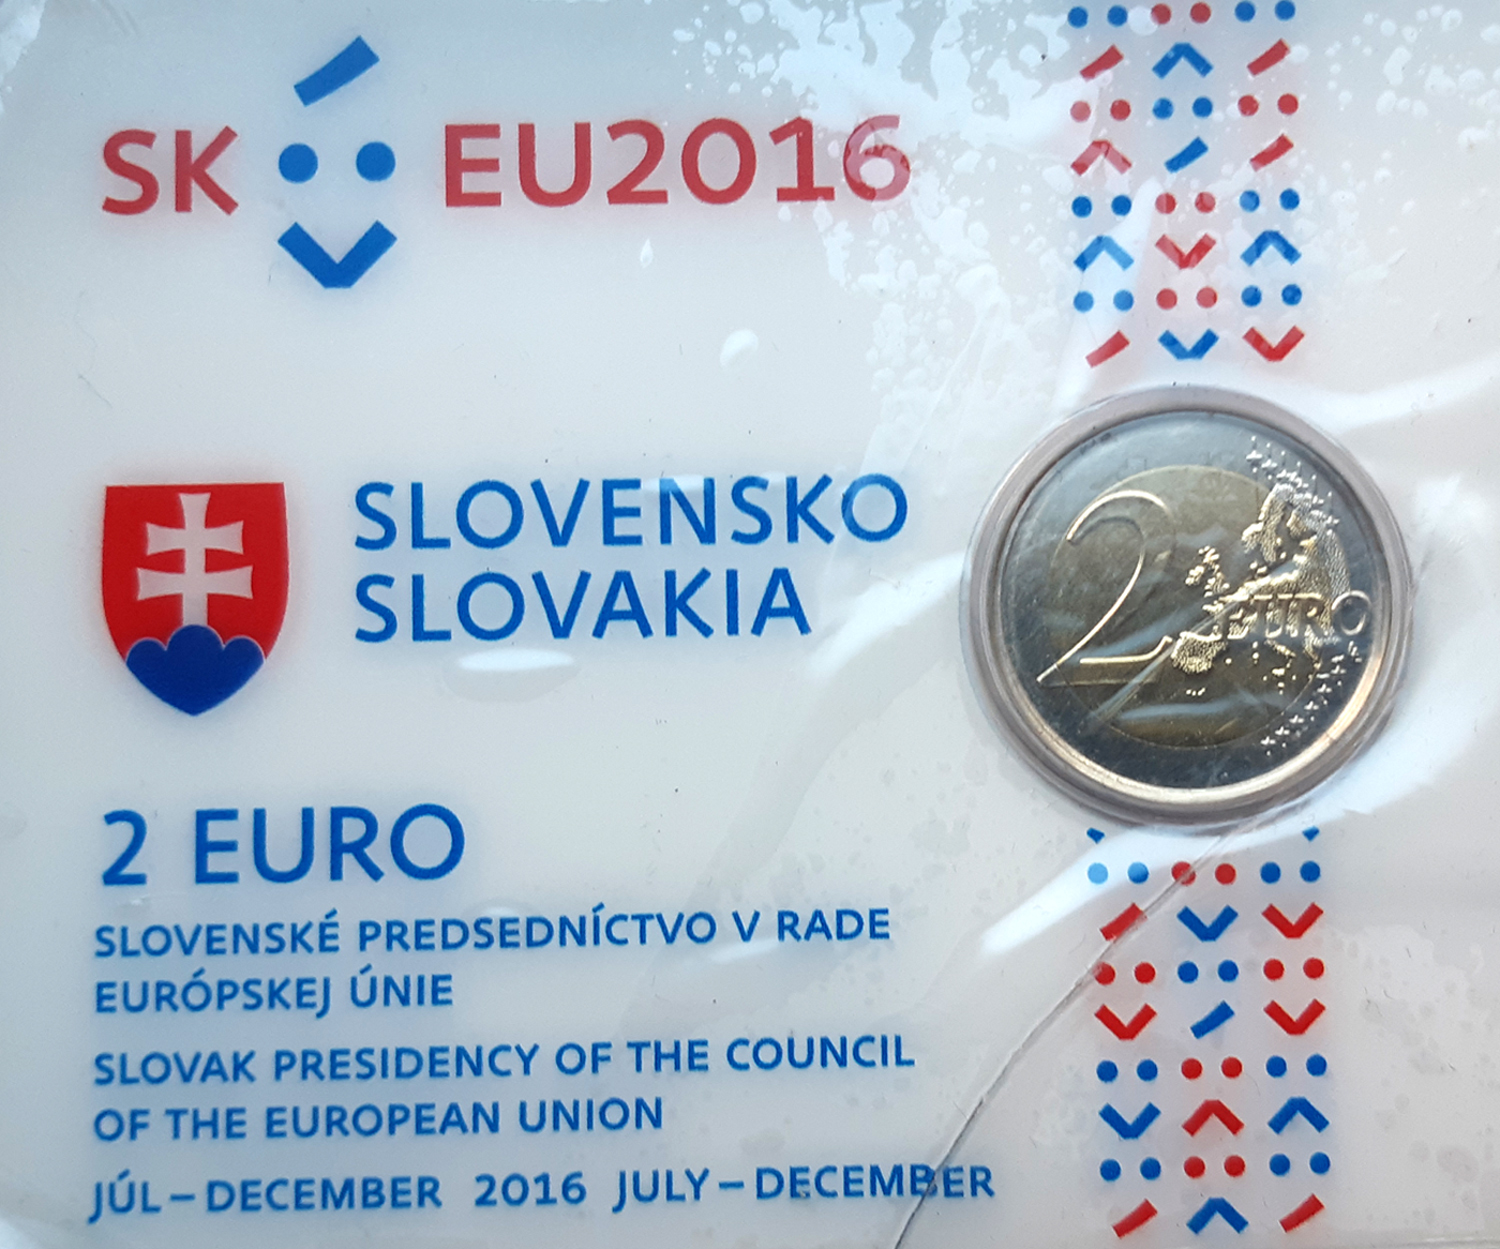 SK EU2016
SLOVENSKO
SLOVAKIA
2 EURO
2 EURO
SLOVENSKÉ PREDSEDNÍCTVO V RADE
EURÓPSKEJ ÚNIE
SLOVAK PRESIDENCY OF THE COUNCIL
OF THE EUROPEAN UNION
JÚL – DECEMBER 2016 JULY – DECEMBER